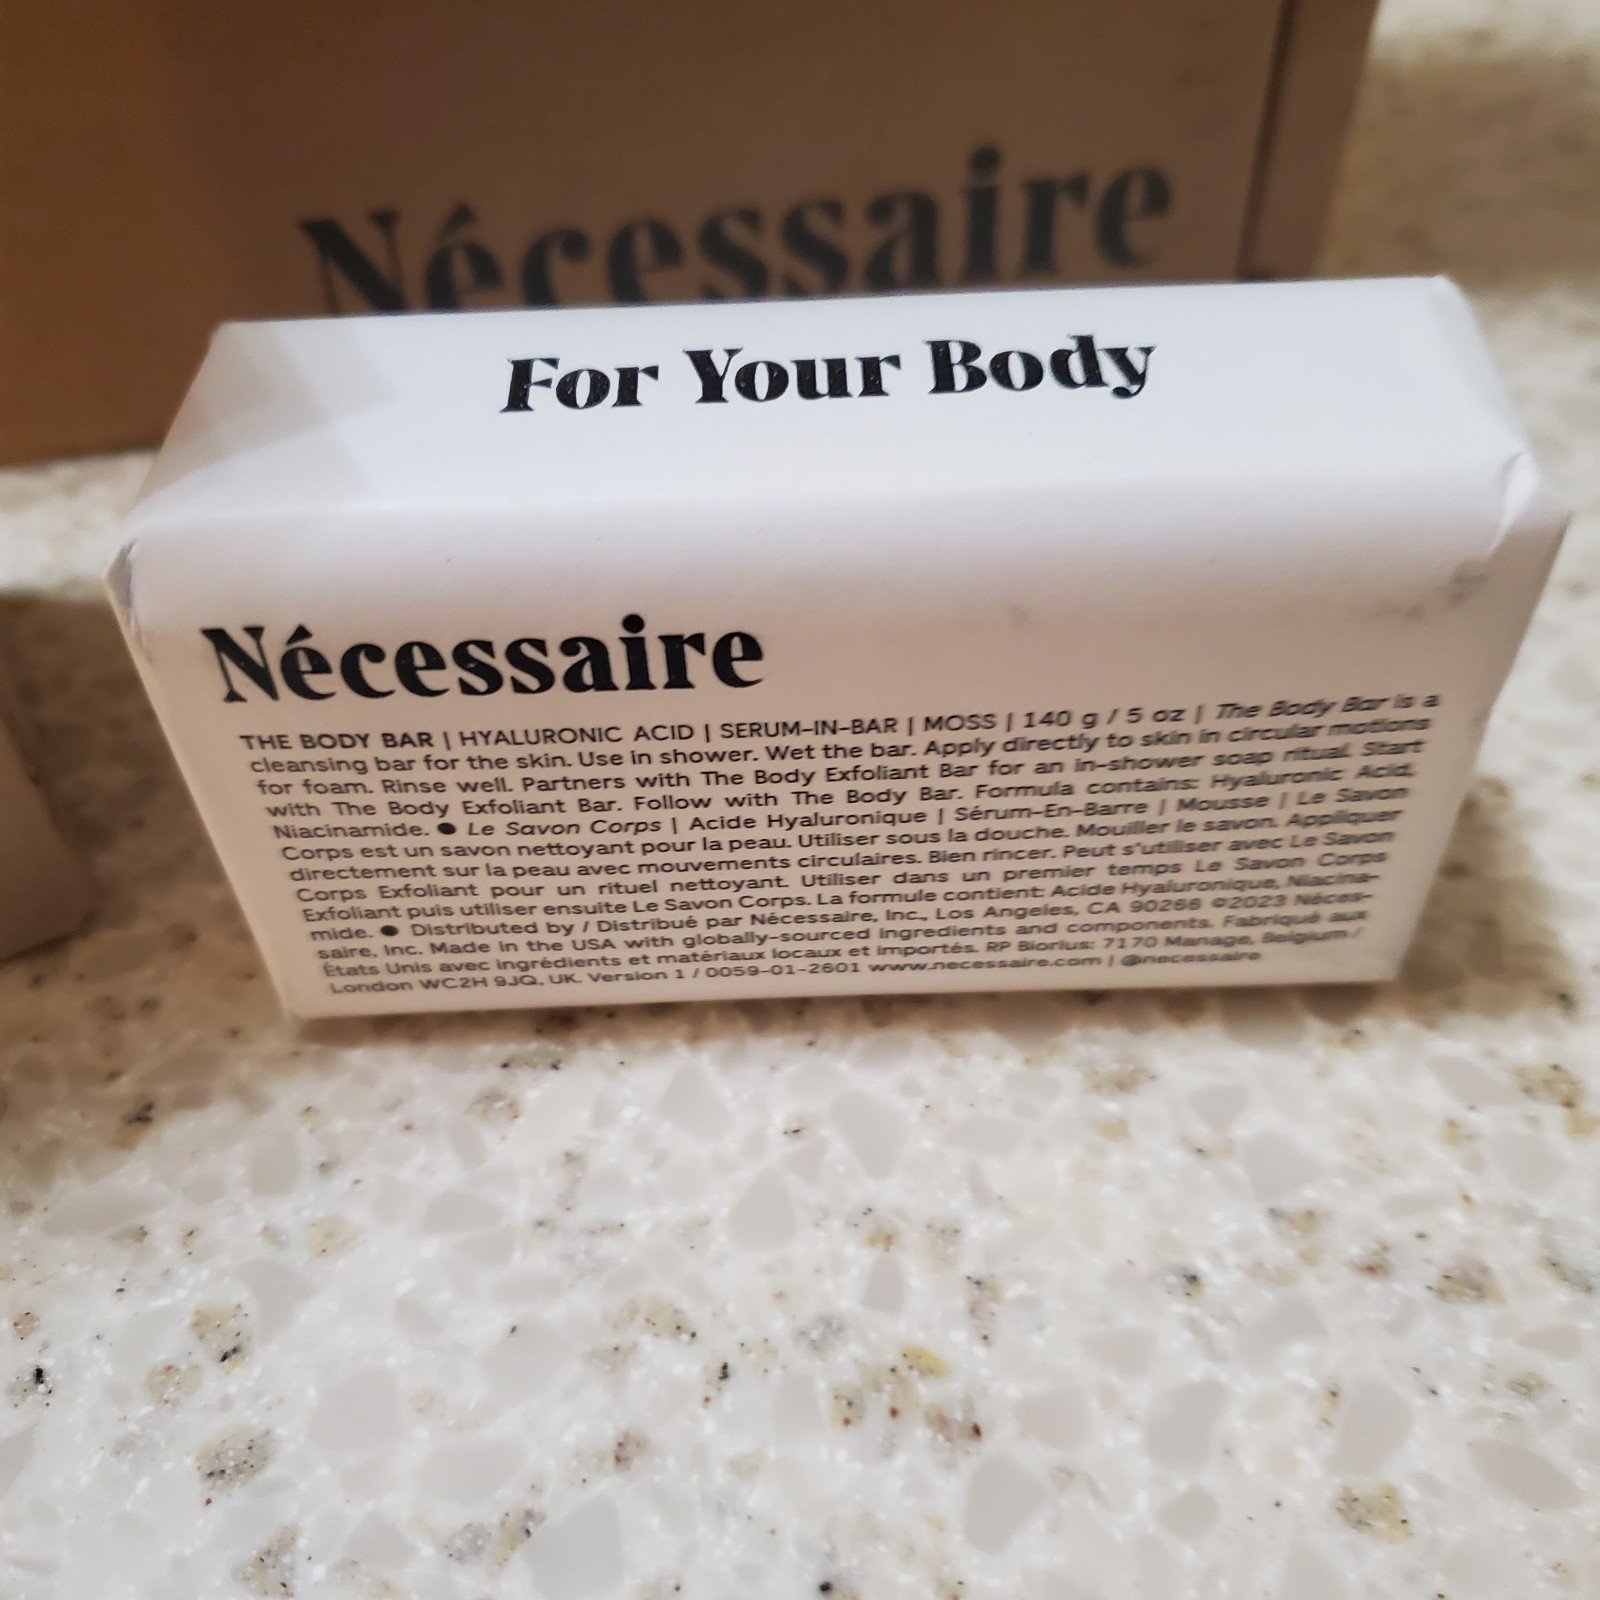 Nécessaire
For Your Body
Nécessaire
THE BODY BAR | HYALURONIC ACID | SERUM-IN-BAR | MOSS | 140 g / 5 oz | The Body Bar is a
cleansing bar for the skin. Use in shower. Wet the bar. Apply directly to skin in circular motions
for foam. Rinse well. Partners with The Body Exfoliant Bar for an in-shower soap ritual. Start
with The Body Exfoliant Bar. Follow with The Body Bar. Formula contains: Hyaluronic Acid,
Niacinamide. ● Le Savon Corps | Acide Hyaluronique | Sérum-En-Barre | Mousse | Le Savon
Corps est un savon nettoyant pour la peau. Utiliser sous la douche. Mouiller le savon. Appliquer
directement sur la peau avec mouvements circulaires. Bien rincer. Peut s'utiliser avec Le Savon
Corps Exfoliant pour un rituel nettoyant. Utiliser dans un premier temps Le Savon Corps
Exfoliant puis utiliser ensuite Le Savon Corps. La formule contient: Acide Hyaluronique, Niacina-
mide. ● Distributed by / Distribué par Nécessaire, Inc., Los Angeles, CA 90266 ©2023 Néces-
saire, Inc. Made in the USA with globally-sourced ingredients and components. Fabriqué aux
États Unis avec ingrédients et matériaux locaux et importés. RP Biorius: 7170 Manage, Belgium /
London WC2H 9JQ, UK. Version 1 / 0059-01-2601 www.necessaire.com | @necessaire